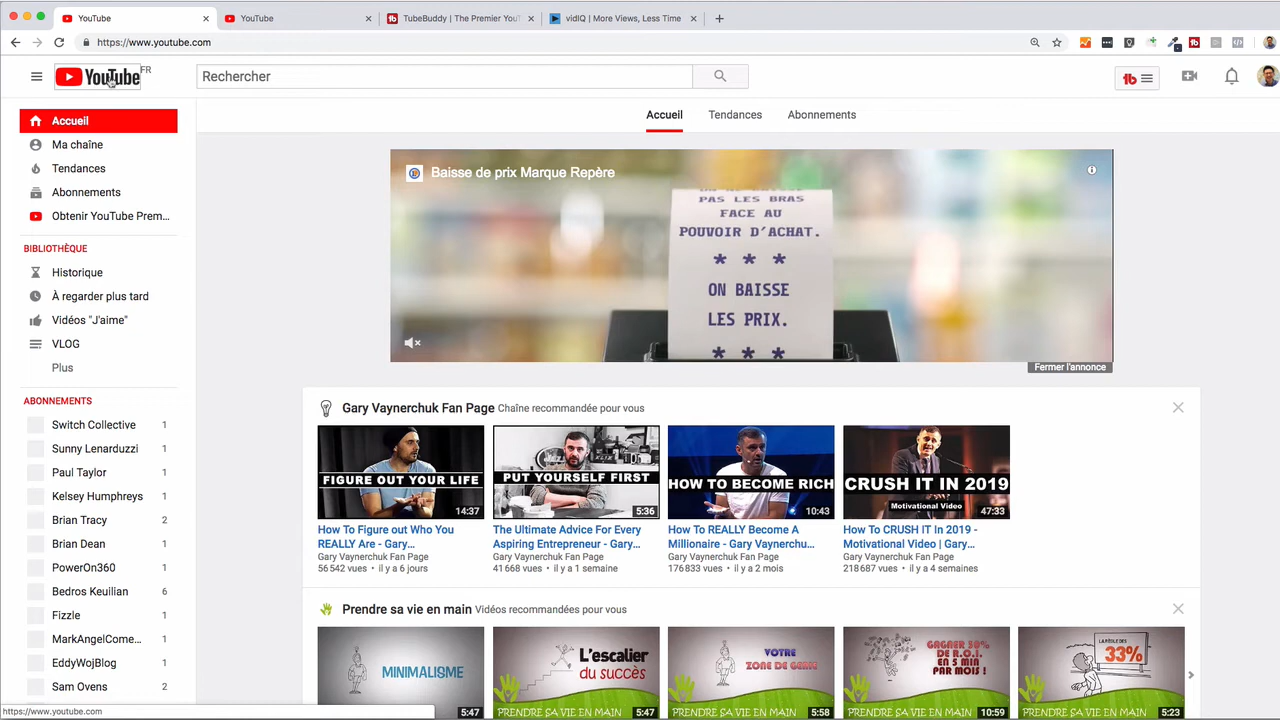 YouTube
YouTube
TubeBuddy | The Premier You
vidIQ | More Views, Less Time
https://www.youtube.com
YouTube FR
Rechercher
tb
Accueil
Ma chaîne
Tendances
Abonnements
Obtenir YouTube Prem...
BIBLIOTHÈQUE
Historique
À regarder plus tard
Vidéos "J'aime"
VLOG
Plus
ABONNEMENTS
Switch Collective 1
Sunny Lenarduzzi 1
Paul Taylor 1
Kelsey Humphreys 1
Brian Tracy 2
Brian Dean 1
PowerOn360 1
Bedros Keuilian 6
Fizzle 1
MarkAngelCome... 1
EddyWojBlog 1
Sam Ovens 2
https://www.youtube.com
Accueil Tendances Abonnements
Baisse de prix Marque Repère
PAS LES BRAS
FACE AU
POUVOIR D'ACHAT.
* * *
ON BAISSE
LES PRIX.
* * *
Fermer l'annonce
Gary Vaynerchuk Fan Page Chaîne recommandée pour vous
FIGURE OUT YOUR LIFE
14:37
How To Figure out Who You
REALLY Are - Gary...
Gary Vaynerchuk Fan Page
56 542 vues • il y a 6 jours
PUT YOURSELF FIRST
5:36
The Ultimate Advice For Every
Aspiring Entrepreneur - Gary...
Gary Vaynerchuk Fan Page
41 668 vues • il y a 1 semaine
HOW TO BECOME RICH
10:43
How To REALLY Become A
Millionaire - Gary Vaynerchu...
Gary Vaynerchuk Fan Page
176 833 vues • il y a 2 mois
CRUSH IT IN 2019
Motivational Video
47:33
How To CRUSH IT In 2019 -
Motivational Video | Gary...
Gary Vaynerchuk Fan Page
218 687 vues • il y a 4 semaines
Prendre sa vie en main Vidéos recommandées pour vous
MINIMALISME
5:47
L'escalier
du succès
PRENDRE SA VIE EN MAIN
5:47
VOTRE
ZONE DE GENIE
PRENDRE SA VIE EN MAIN
5:58
GAGNER 50%
DE R.O.I.
EN 5 MIN
PAR MOIS !
PRENDRE SA VIE EN MAIN
10:59
LA RÈGLE DES
33%
PRENDRE SA VIE EN MAIN
5:23